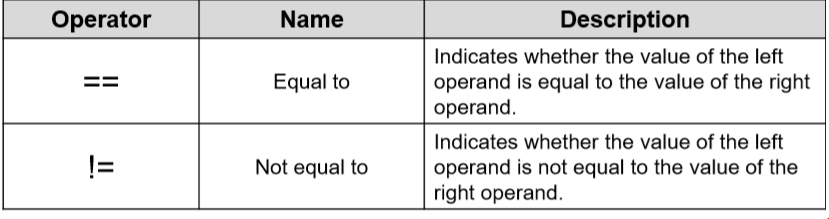 Operator Name Description
== Equal to Indicates whether the value of the left
operand is equal to the value of the right
operand.
!= Not equal to Indicates whether the value of the left
operand is not equal to the value of the
right operand.